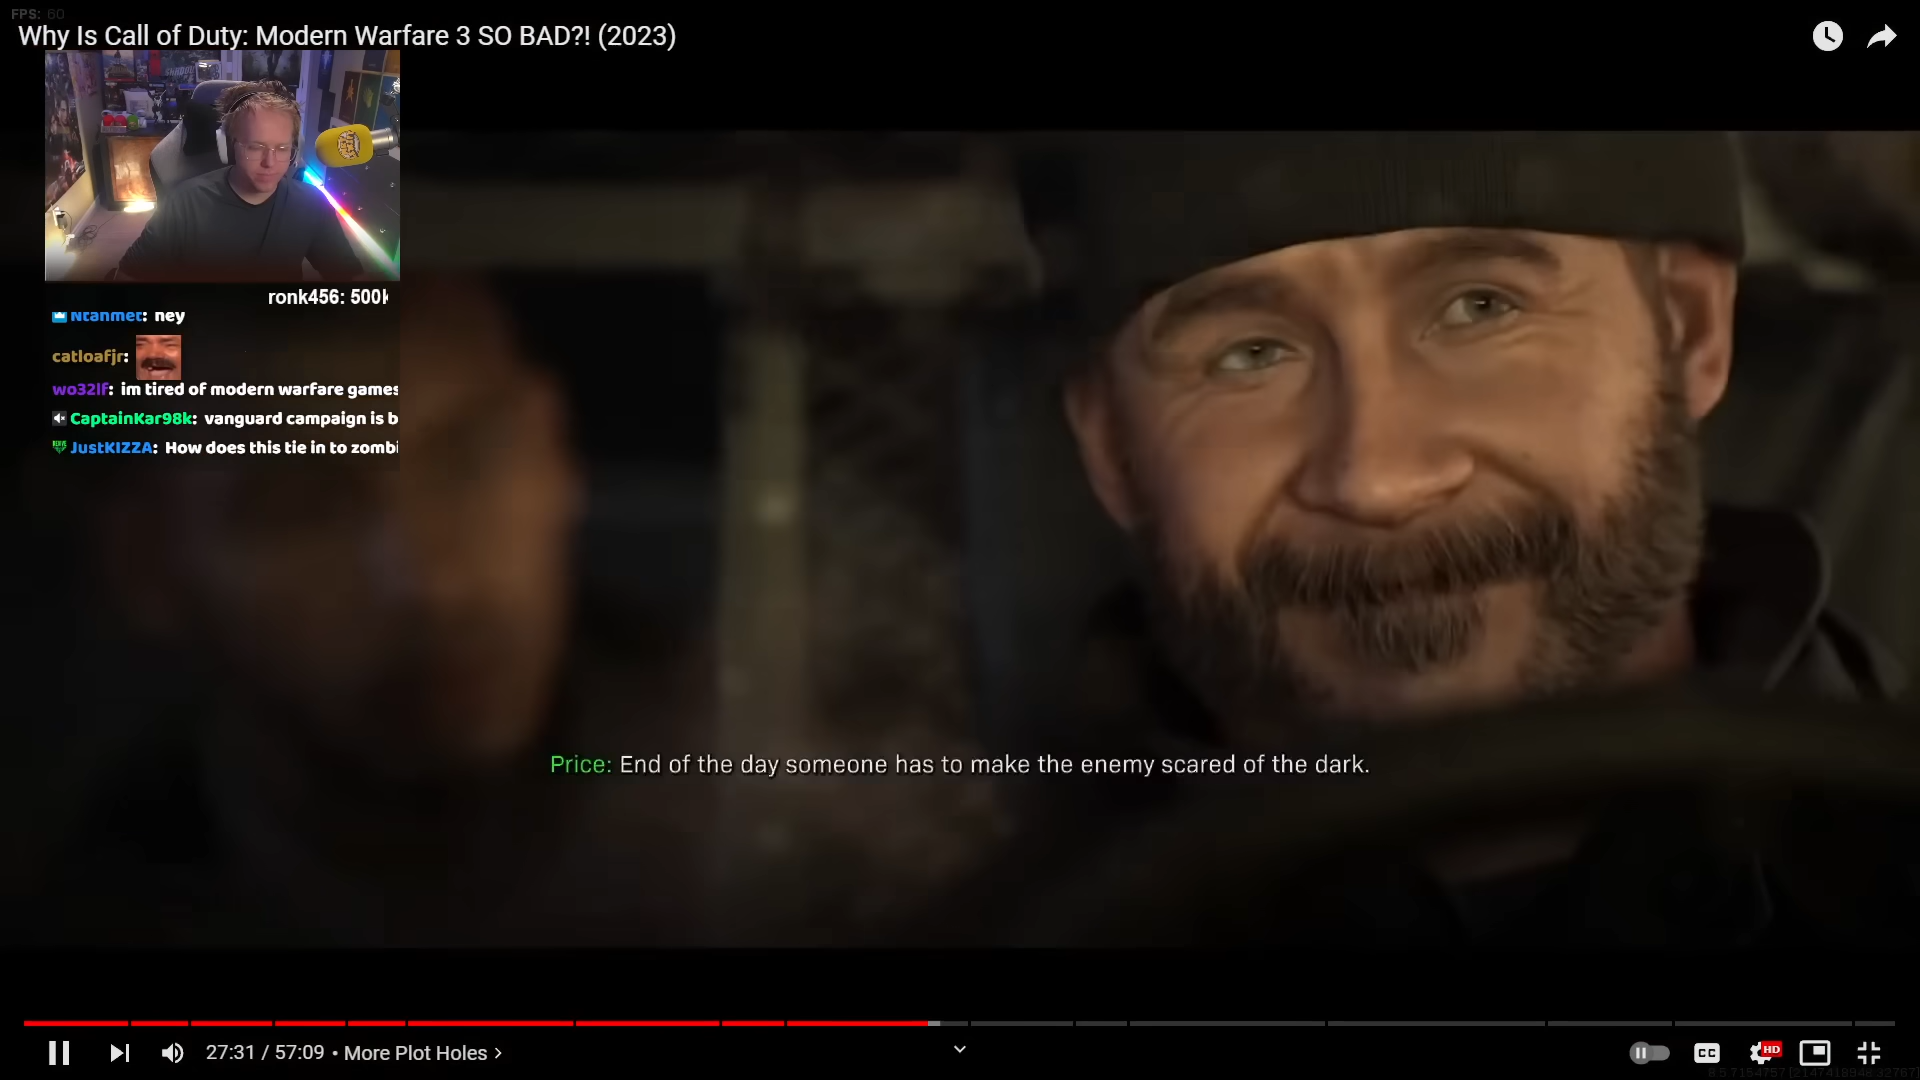 FPS: 60
Why Is Call of Duty: Modern Warfare 3 SO BAD?! (2023)
ronk456: 500k
Ntanmet: hey
catloafjr:
wo32lf: im tired of modern warfare games
CaptainKar98k: vanguard campaign is b
JustKIZZA: How does this tie in to zombi
Price: End of the day someone has to make the enemy scared of the dark.
27:31 / 57:09 • More Plot Holes >
CC
HD